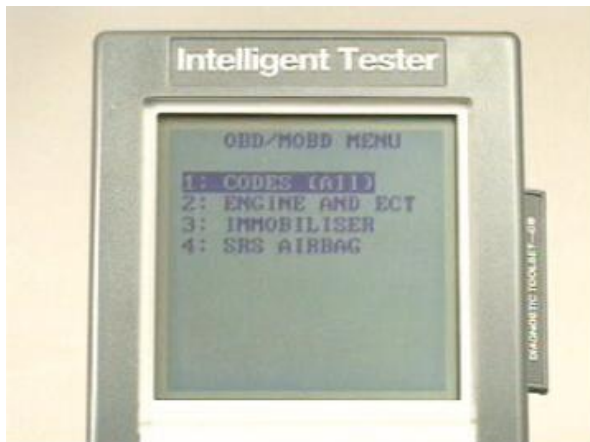 Intelligent Tester
OBD/MOBD MENU
1: CODES (All)
2: ENGINE AND ECT
3: IMMOBILISER
4: SRS AIRBAG
DIAGNOSTIC TOOLSET-08